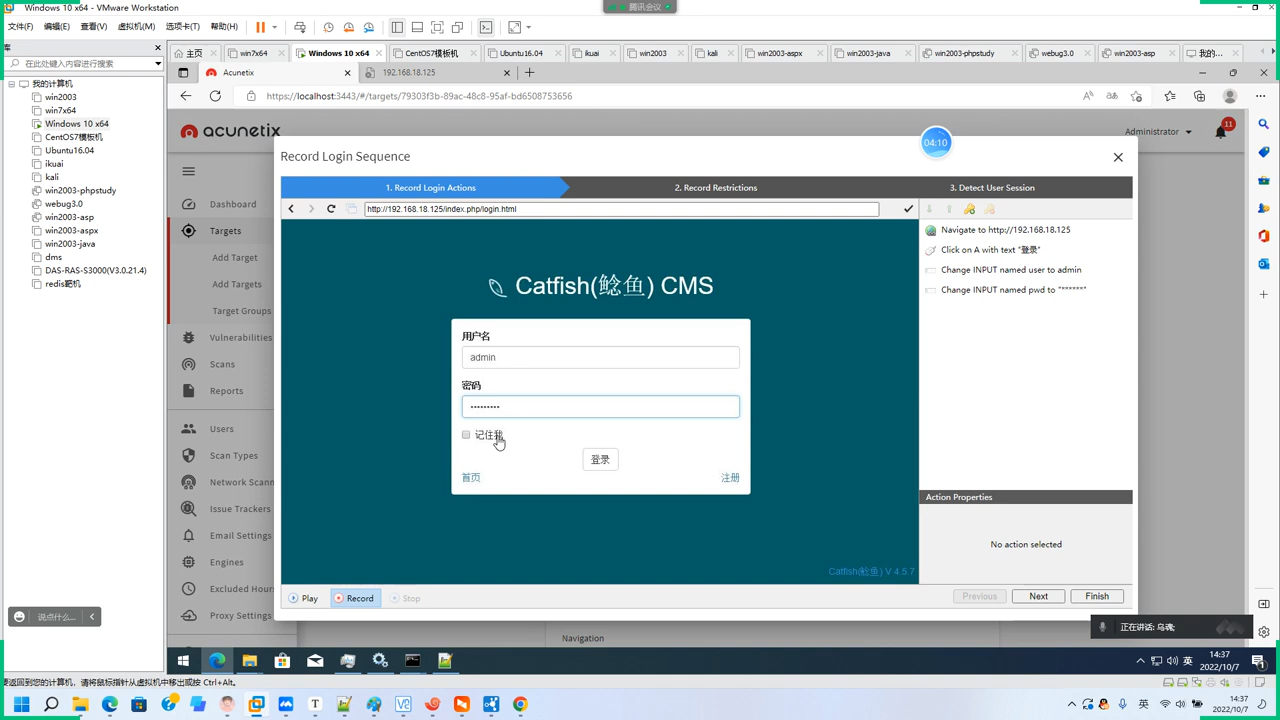 Windows 10 x64 - VMware Workstation
腾讯会议
文件(F) 编辑(E) 查看(V) 虚拟机(M) 选项卡(T) 帮助(H)
库
在此处键入内容进行搜索
主页 win7x64 Windows 10 x64 CentOS7模板机 Ubuntu16.04 ikuai win2003 kali win2003-aspx win2003-java win2003-phpstudy webug3.0 win2003-asp 我的...
我的计算机
win2003
win7x64
Windows 10 x64
CentOS7模板机
Ubuntu16.04
ikuai
kali
win2003-phpstudy
webug3.0
win2003-asp
win2003-aspx
win2003-java
dms
DAS-RAS-S3000(V3.0.21.4)
redis靶机
Acunetix 192.168.18.125
https://localhost:3443/#/targets/79303f3b-89ac-48c8-95af-bd6508753656
acunetix
Administrator 11
Dashboard
Targets
Add Target
Add Targets
Target Groups
Vulnerabilities
Scans
Reports
Users
Scan Types
Network Scann
Issue Trackers
Email Settings
Engines
Excluded Hour
Proxy Settings
Record Login Sequence
04:10
1. Record Login Actions 2. Record Restrictions 3. Detect User Session
http://192.168.18.125/index.php/login.html
Catfish(鲶鱼) CMS
用户名
admin
密码
记住我
登录
首页 注册
Catfish(鲶鱼) V 4.5.7
Navigate to http://192.168.18.125
Click on A with text "登录"
Change INPUT named user to admin
Change INPUT named pwd to "******"
Action Properties
No action selected
Play Record Stop
Previous Next Finish
说点什么...
正在讲话: 乌魂;
Navigation
英 14:37
2022/10/7
要返回到您的计算机，请将鼠标指针从虚拟机中移出或按 Ctrl+Alt。
英 14:37
2022/10/7